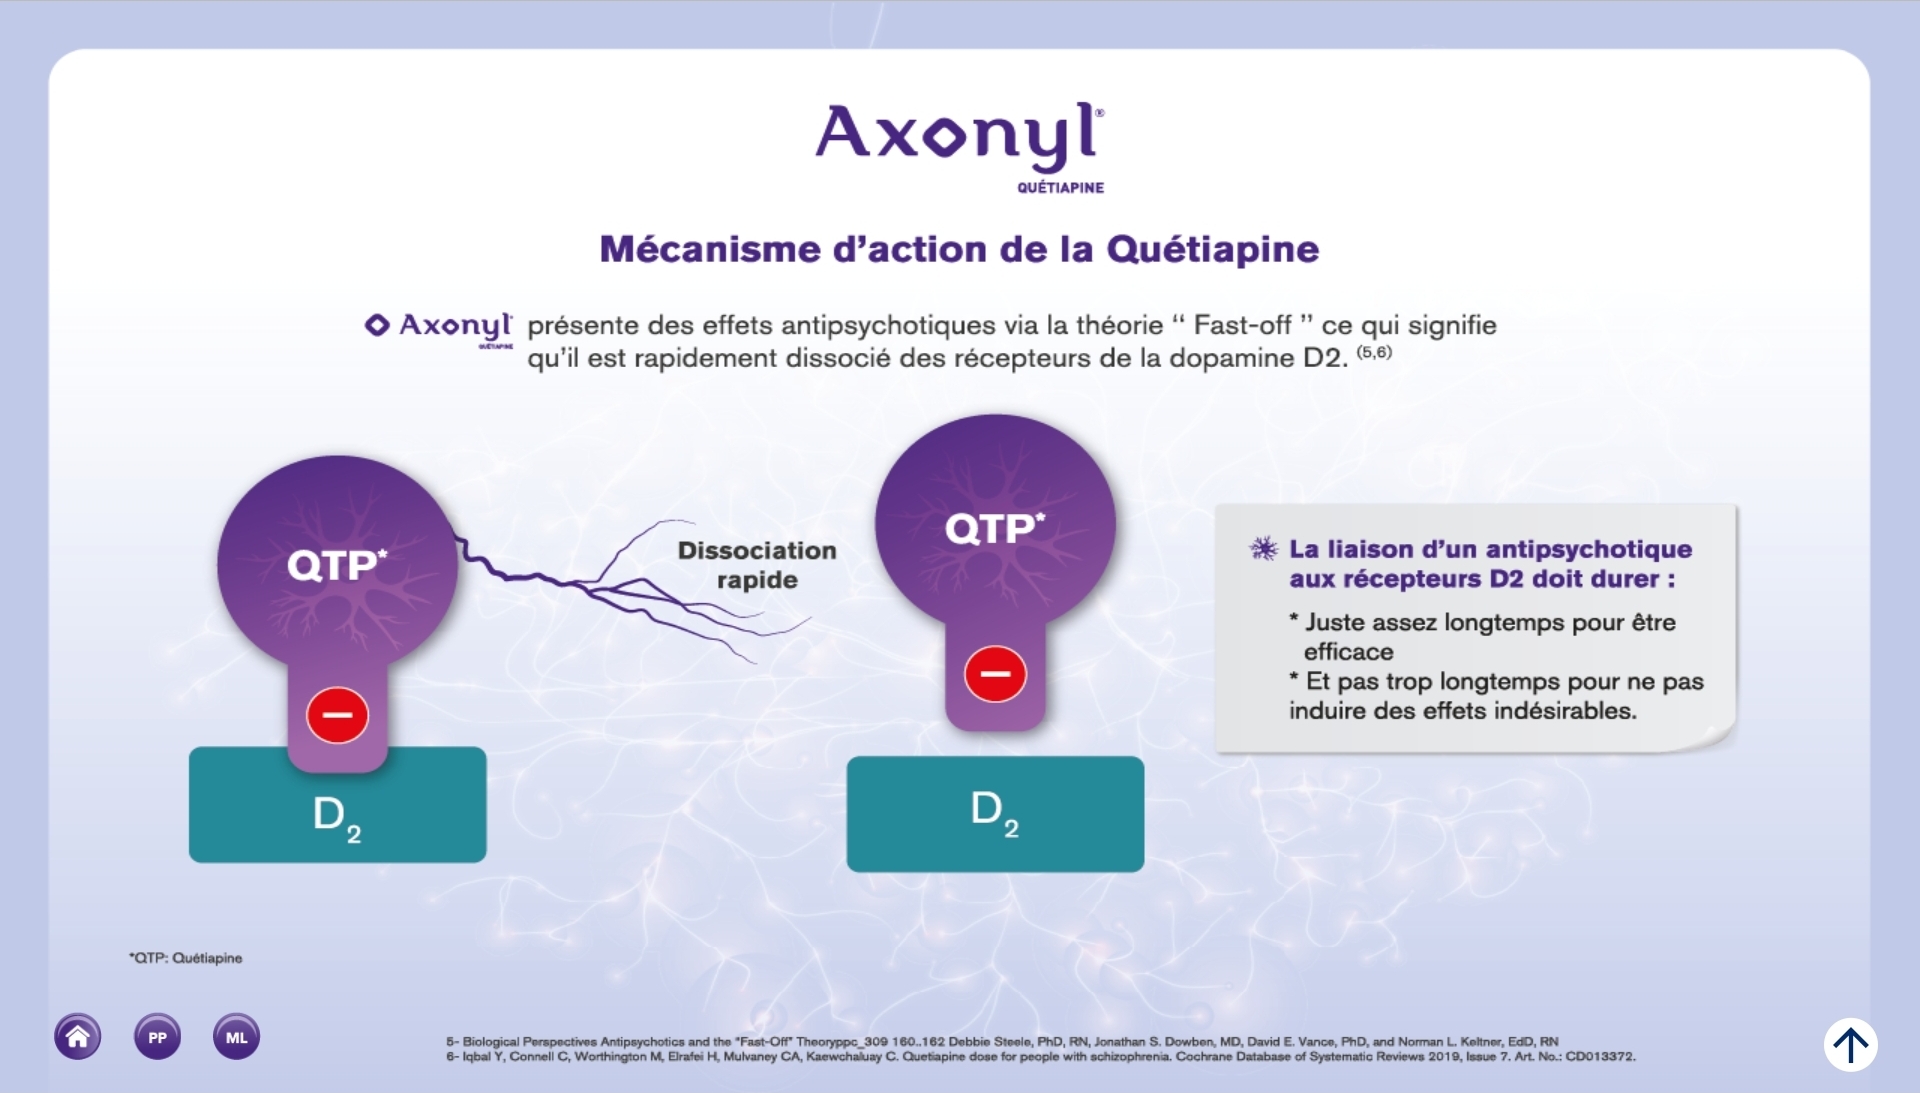 Axonyl®
QUÉTIAPINE
Mécanisme d’action de la Quétiapine
Axonyl présente des effets antipsychotiques via la théorie “ Fast-off ” ce qui signifie
QUÉTIAPINE
qu’il est rapidement dissocié des récepteurs de la dopamine D2. (5,6)
QTP*
D2
Dissociation
rapide
QTP*
D2
La liaison d’un antipsychotique
aux récepteurs D2 doit durer :
* Juste assez longtemps pour être
efficace
* Et pas trop longtemps pour ne pas
induire des effets indésirables.
*QTP: Quétiapine
PP
ML
5- Biological Perspectives Antipsychotics and the “Fast-Off” Theoryppc_309 160..162 Debbie Steele, PhD, RN, Jonathan S. Dowben, MD, David E. Vance, PhD, and Norman L. Keltner, EdD, RN
6- Iqbal Y, Connell C, Worthington M, Elrafei H, Mulvaney CA, Kaewchaluay C. Quetiapine dose for people with schizophrenia. Cochrane Database of Systematic Reviews 2019, Issue 7. Art. No.: CD013372.